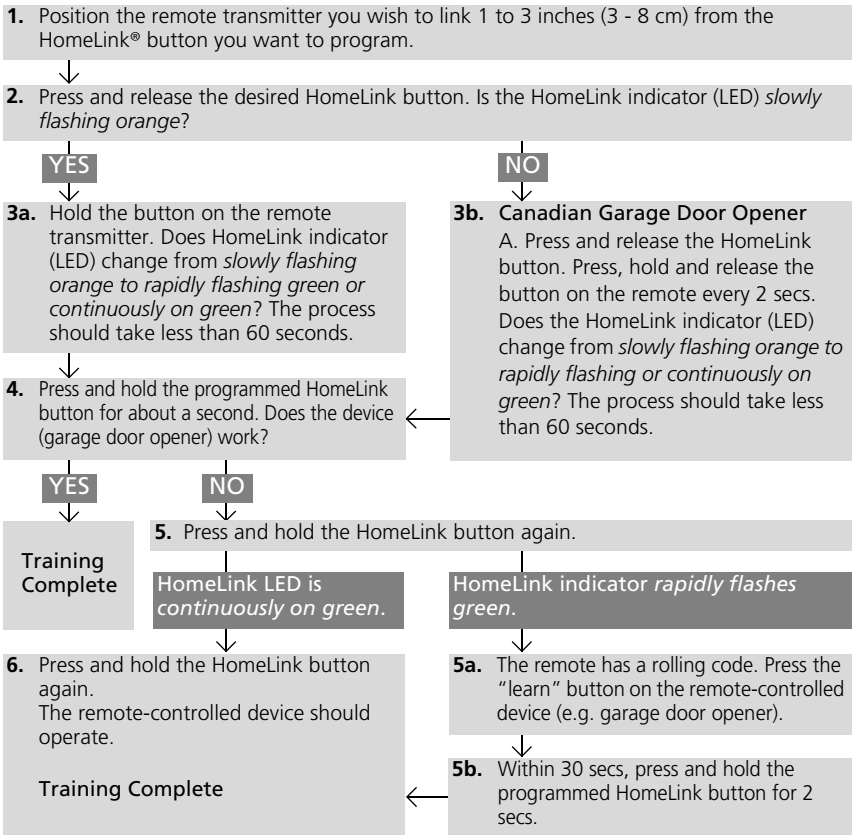 1. Position the remote transmitter you wish to link 1 to 3 inches (3 - 8 cm) from the
HomeLink® button you want to program.
2. Press and release the desired HomeLink button. Is the HomeLink indicator (LED) slowly
flashing orange?
YES
NO
3a. Hold the button on the remote
transmitter. Does HomeLink indicator
(LED) change from slowly flashing
orange to rapidly flashing green or
continuously on green? The process
should take less than 60 seconds.
3b. Canadian Garage Door Opener
A. Press and release the HomeLink
button. Press, hold and release the
button on the remote every 2 secs.
Does the HomeLink indicator (LED)
change from slowly flashing orange to
rapidly flashing or continuously on
green? The process should take less
than 60 seconds.
4. Press and hold the programmed HomeLink
button for about a second. Does the device
(garage door opener) work?
YES
NO
Training
Complete
5. Press and hold the HomeLink button again.
HomeLink LED is
continuously on green.
HomeLink indicator rapidly flashes
green.
6. Press and hold the HomeLink button
again.
The remote-controlled device should
operate.
Training Complete
5a. The remote has a rolling code. Press the
“learn” button on the remote-controlled
device (e.g. garage door opener).
5b. Within 30 secs, press and hold the
programmed HomeLink button for 2
secs.